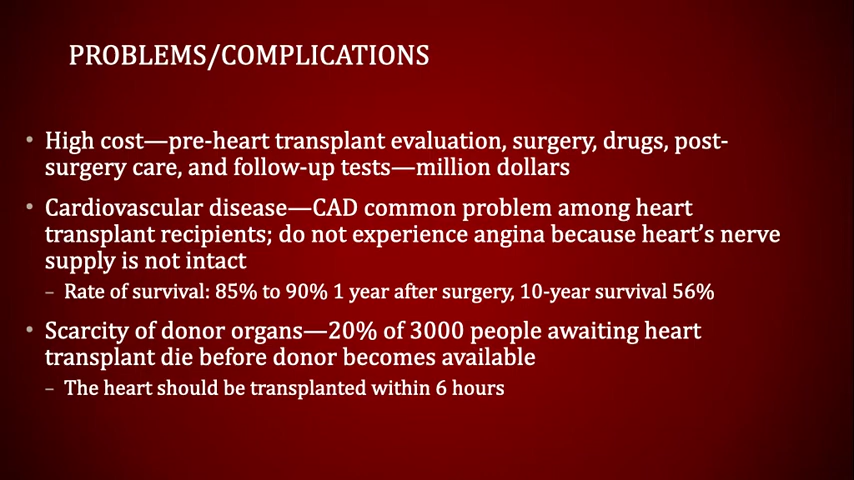 PROBLEMS/COMPLICATIONS
• High cost—pre-heart transplant evaluation, surgery, drugs, post-
surgery care, and follow-up tests—million dollars
• Cardiovascular disease—CAD common problem among heart
transplant recipients; do not experience angina because heart's nerve
supply is not intact
– Rate of survival: 85% to 90% 1 year after surgery, 10-year survival 56%
• Scarcity of donor organs—20% of 3000 people awaiting heart
transplant die before donor becomes available
– The heart should be transplanted within 6 hours